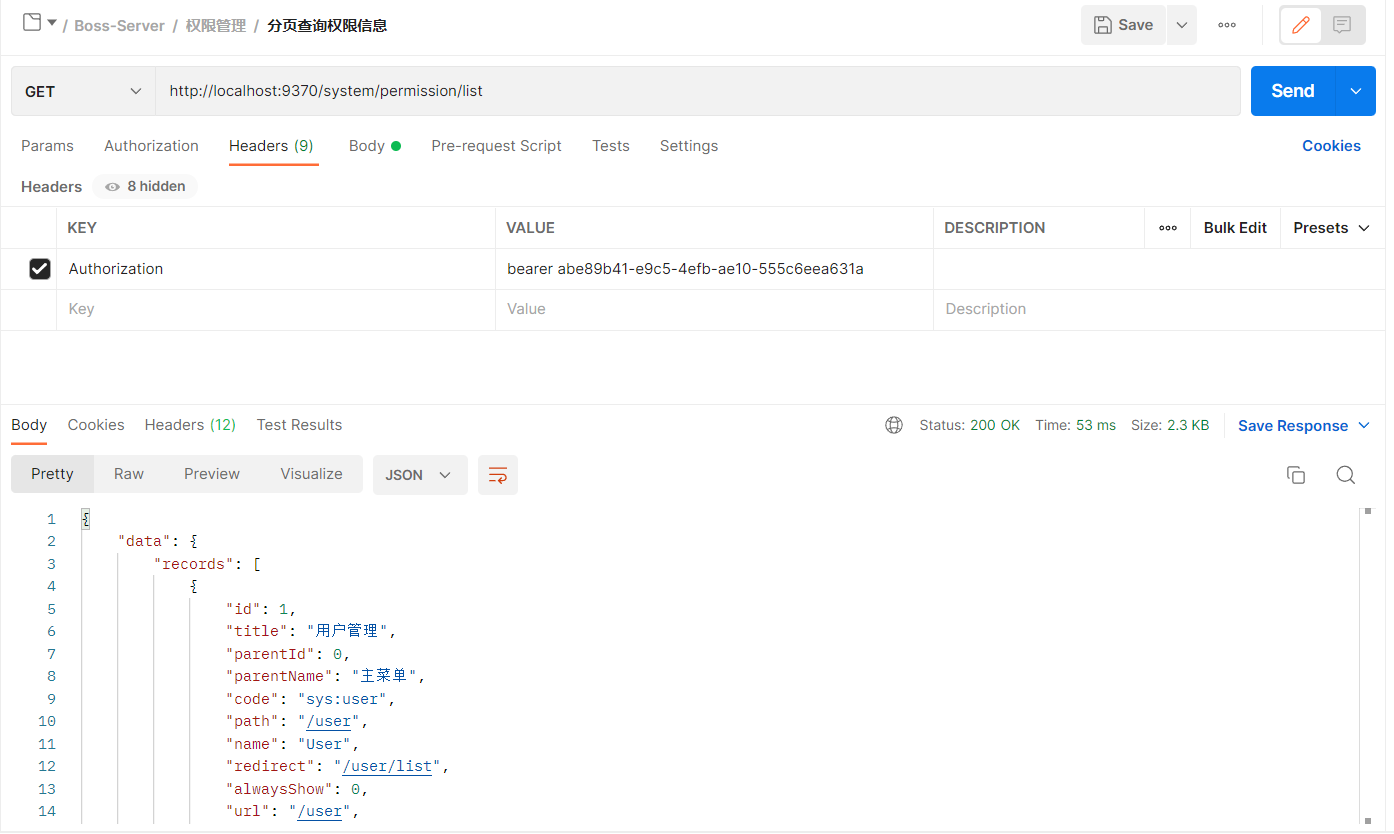 / Boss-Server / 权限管理 / 分页查询权限信息 Save
GET http://localhost:9370/system/permission/list Send
Params Authorization Headers (9) Body Pre-request Script Tests Settings Cookies
Headers 8 hidden
KEY VALUE DESCRIPTION Bulk Edit Presets
Authorization bearer abe89b41-e9c5-4efb-ae10-555c6eea631a
Key Value Description
Body Cookies Headers (12) Test Results Status: 200 OK Time: 53 ms Size: 2.3 KB Save Response
Pretty Raw Preview Visualize JSON
1 {
2 "data": {
3 "records": [
4 {
5 "id": 1,
6 "title": "用户管理",
7 "parentId": 0,
8 "parentName": "主菜单",
9 "code": "sys:user",
10 "path": "/user",
11 "name": "User",
12 "redirect": "/user/list",
13 "alwaysShow": 0,
14 "url": "/user",